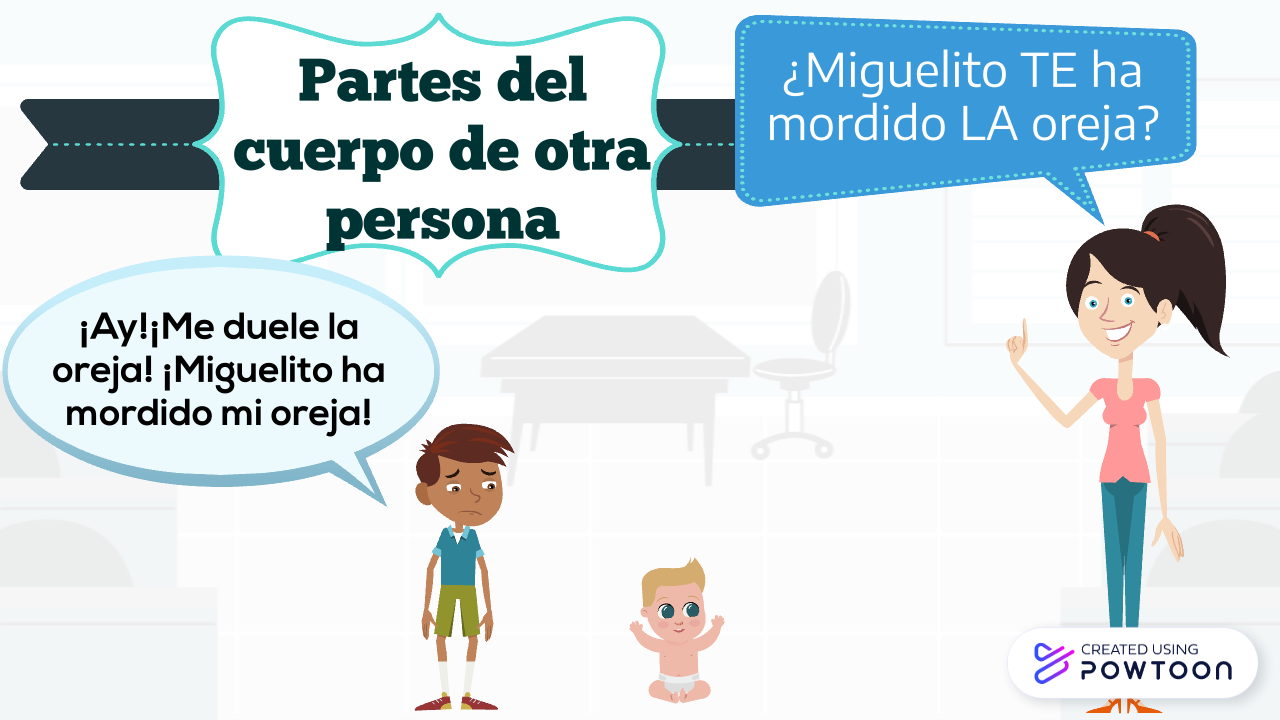 Partes del
cuerpo de otra
persona
¿Miguelito TE ha
mordido LA oreja?
¡Ay!¡Me duele la
oreja! ¡Miguelito ha
mordido mi oreja!
CREATED USING
POWTOON